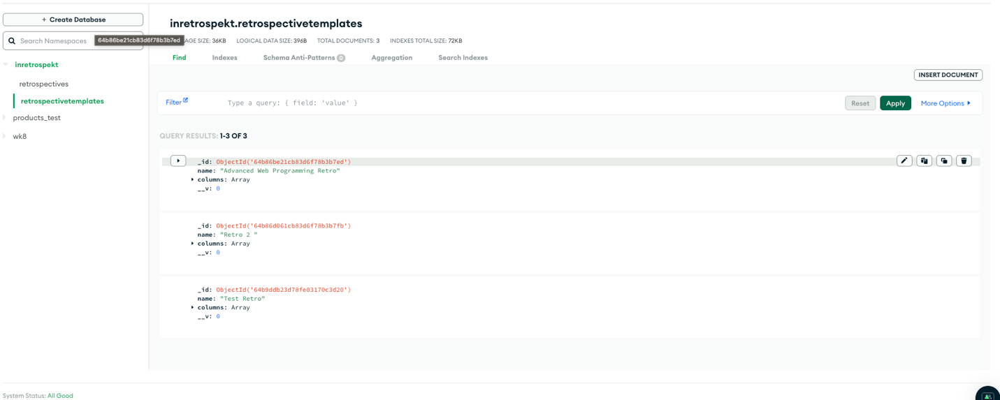 + Create Database
Search Namespaces
64b86be21cb83d6f78b3b7ed
inretrospekt
retrospectives
retrospectivetemplates
products_test
wk8
inretrospekt.retrospectivetemplates
AGE SIZE: 36KB LOGICAL DATA SIZE: 396B TOTAL DOCUMENTS: 3 INDEXES TOTAL SIZE: 72KB
Find Indexes Schema Anti-Patterns 0 Aggregation Search Indexes
INSERT DOCUMENT
Filter Type a query: { field: 'value' } Reset Apply More Options
QUERY RESULTS: 1-3 OF 3
_id: ObjectId('64b86be21cb83d6f78b3b7ed')
name: "Advanced Web Programming Retro"
columns: Array
__v: 0
_id: ObjectId('64b86d061cb83d6f78b3b7fb')
name: "Retro 2 "
columns: Array
__v: 0
_id: ObjectId('64b9ddb23d78fe03170c3d20')
name: "Test Retro"
columns: Array
__v: 0
System Status: All Good